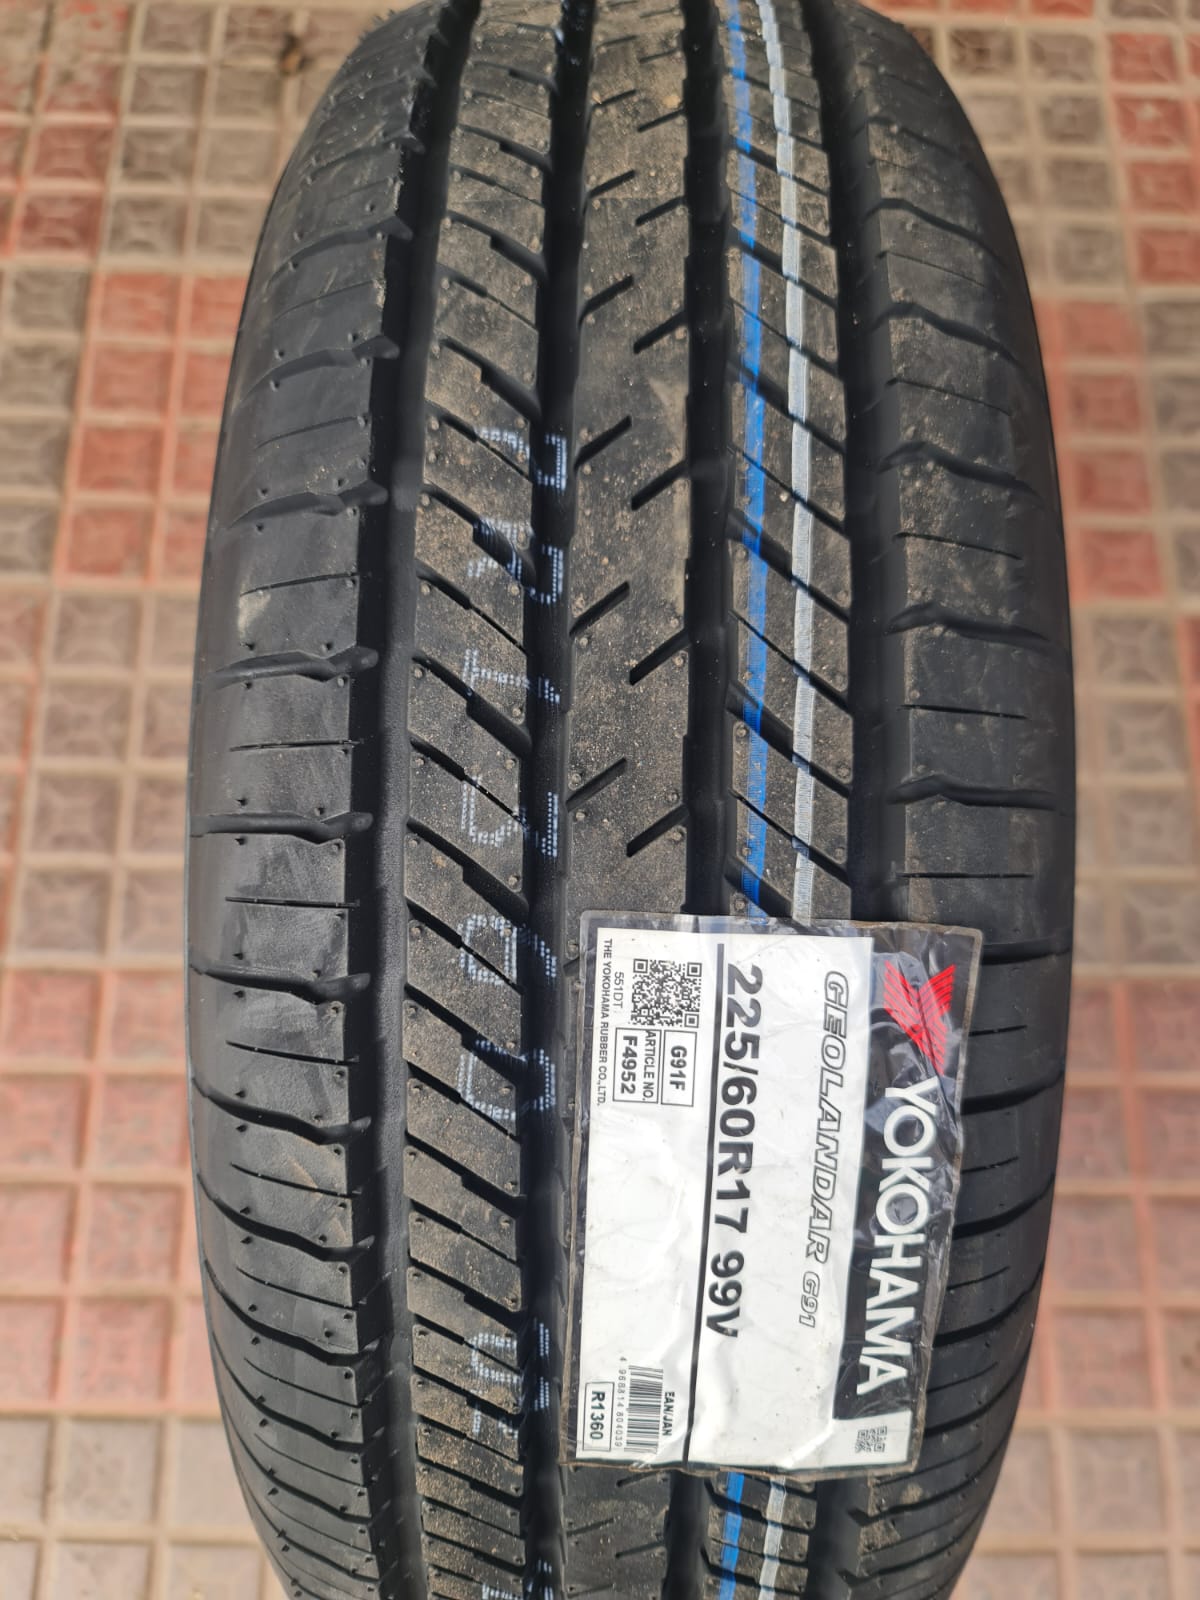 YOKOHAMA
GEOLANDAR G91
225/60R17 99V
G91F
ARTICLE NO.
F4952
551DT
THE YOKOHAMA RUBBER CO., LTD.
EAN/JAN
4 968814 804039
R1360